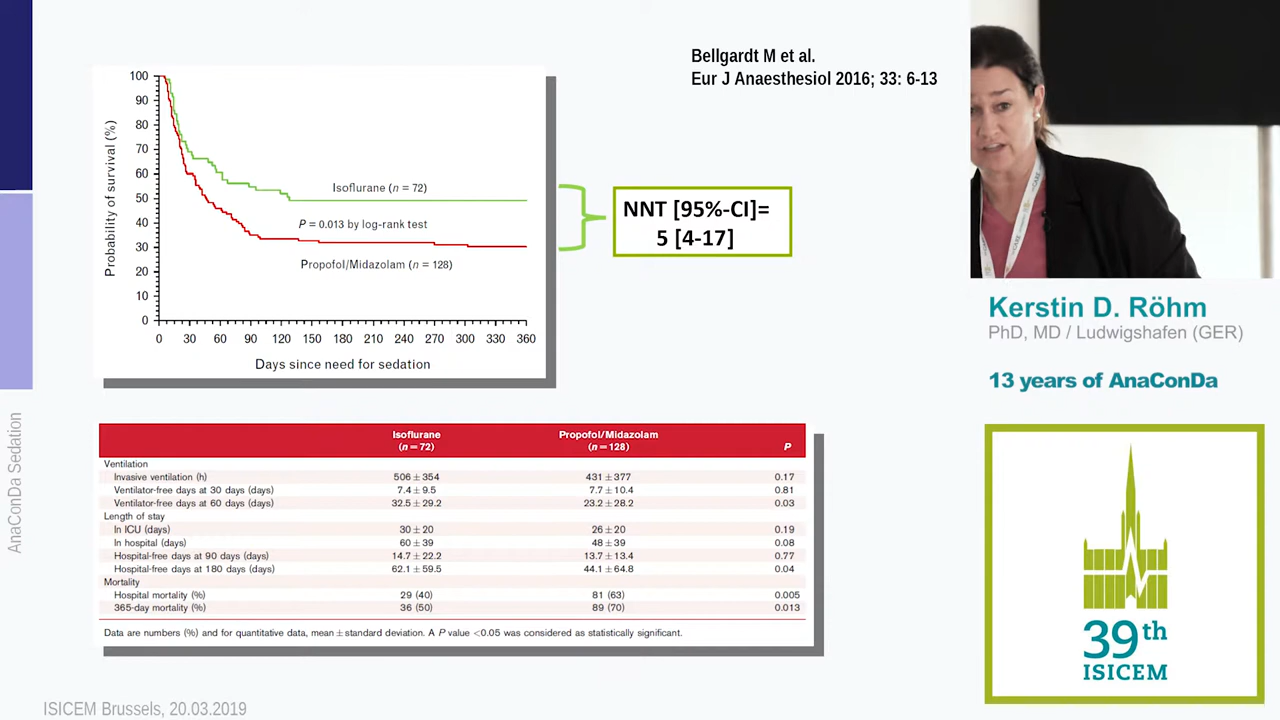 Bellgardt M et al.
Eur J Anaesthesiol 2016; 33: 6-13
100
90
80
70
60
50
40
30
20
10
0
Probability of survival (%)
Isoflurane (n = 72)
P = 0.013 by log-rank test
Propofol/Midazolam (n = 128)
0 30 60 90 120 150 180 210 240 270 300 330 360
Days since need for sedation
NNT [95%-CI]=
5 [4-17]
Kerstin D. Röhm
PhD, MD / Ludwigshafen (GER)
13 years of AnaConDa
AnaConDa Sedation
Isoflurane Propofol/Midazolam
(n = 72) (n = 128) P
Ventilation
Invasive ventilation (h) 506 ± 354 431 ± 377 0.17
Ventilator-free days at 30 days (days) 7.4 ± 9.5 7.7 ± 10.4 0.81
Ventilator-free days at 60 days (days) 32.5 ± 29.2 23.2 ± 28.2 0.03
Length of stay
In ICU (days) 30 ± 20 26 ± 20 0.19
In hospital (days) 60 ± 39 48 ± 39 0.08
Hospital-free days at 90 days (days) 14.7 ± 22.2 13.7 ± 13.4 0.77
Hospital-free days at 180 days (days) 62.1 ± 59.5 44.1 ± 64.8 0.04
Mortality
Hospital mortality (%) 29 (40) 81 (63) 0.005
365-day mortality (%) 36 (50) 89 (70) 0.013
Data are numbers (%) and for quantitative data, mean ± standard deviation. A P value <0.05 was considered as statistically significant.
39th
ISICEM
ISICEM Brussels, 20.03.2019